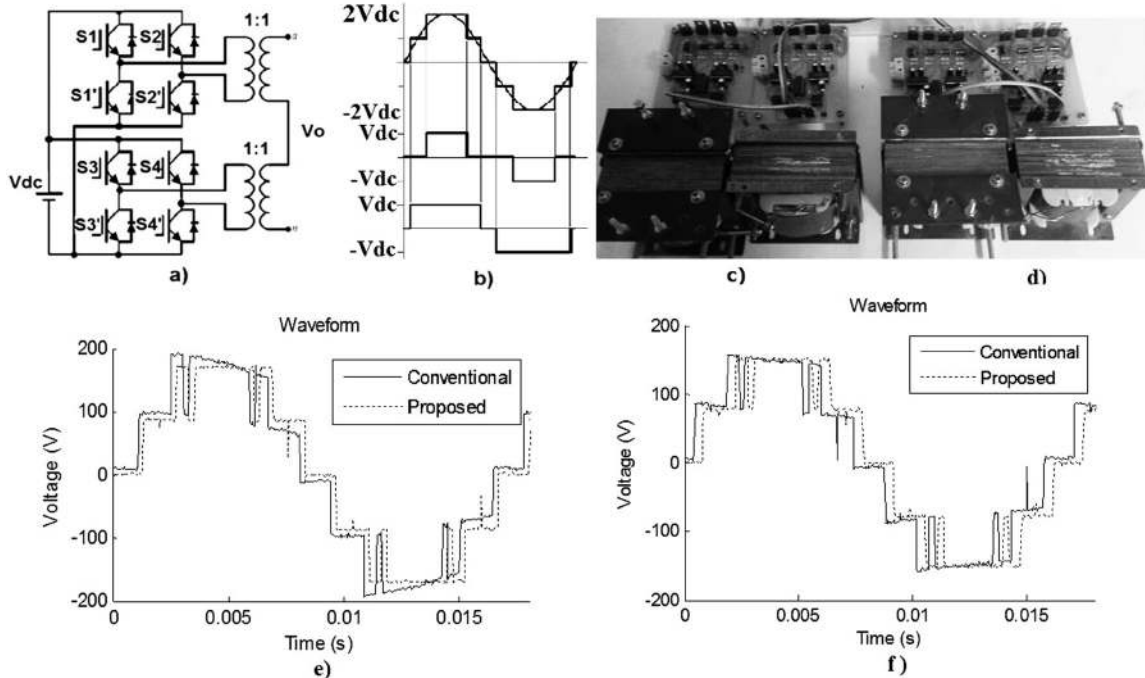 1:1
S1
S2
S1'
S2'
Vo
1:1
S3
S4
Vdc
S3'
S4'
a)
2Vdc
-2Vdc
Vdc
-Vdc
Vdc
-Vdc
b)
c)
d)
Waveform
200
100
0
-100
-200
Voltage (V)
Conventional
Proposed
0
0.005
0.01
0.015
Time (s)
e)
Waveform
200
100
0
-100
-200
Voltage (V)
Conventional
Proposed
0
0.005
0.01
0.015
Time (s)
f )